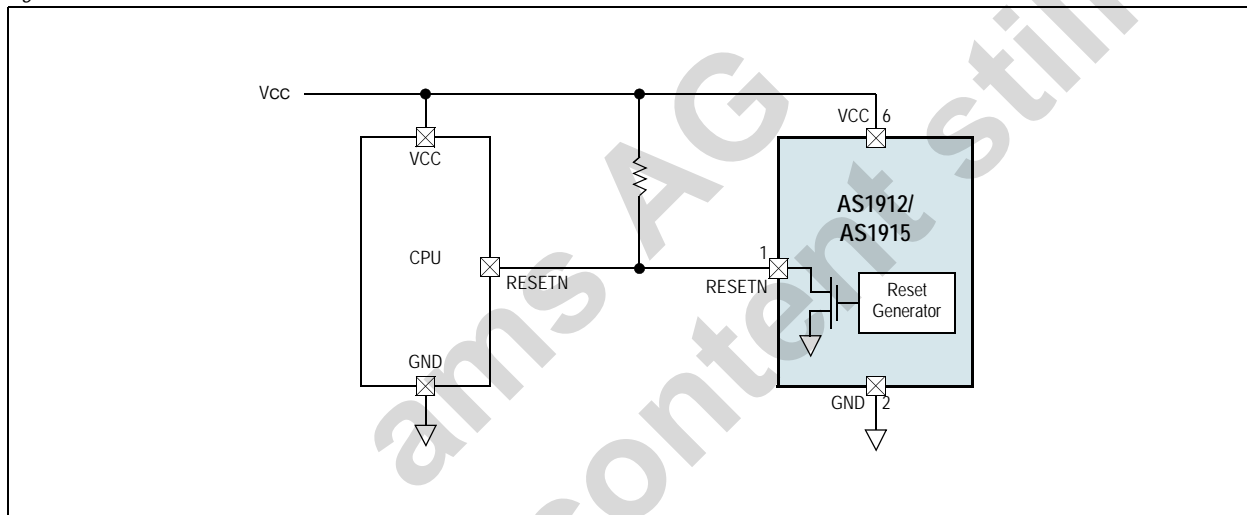 Vcc
VCC 6
VCC
AS1912/
AS1915
CPU
1
RESETN
RESETN
Reset
Generator
GND
GND 2
ams AG
content still